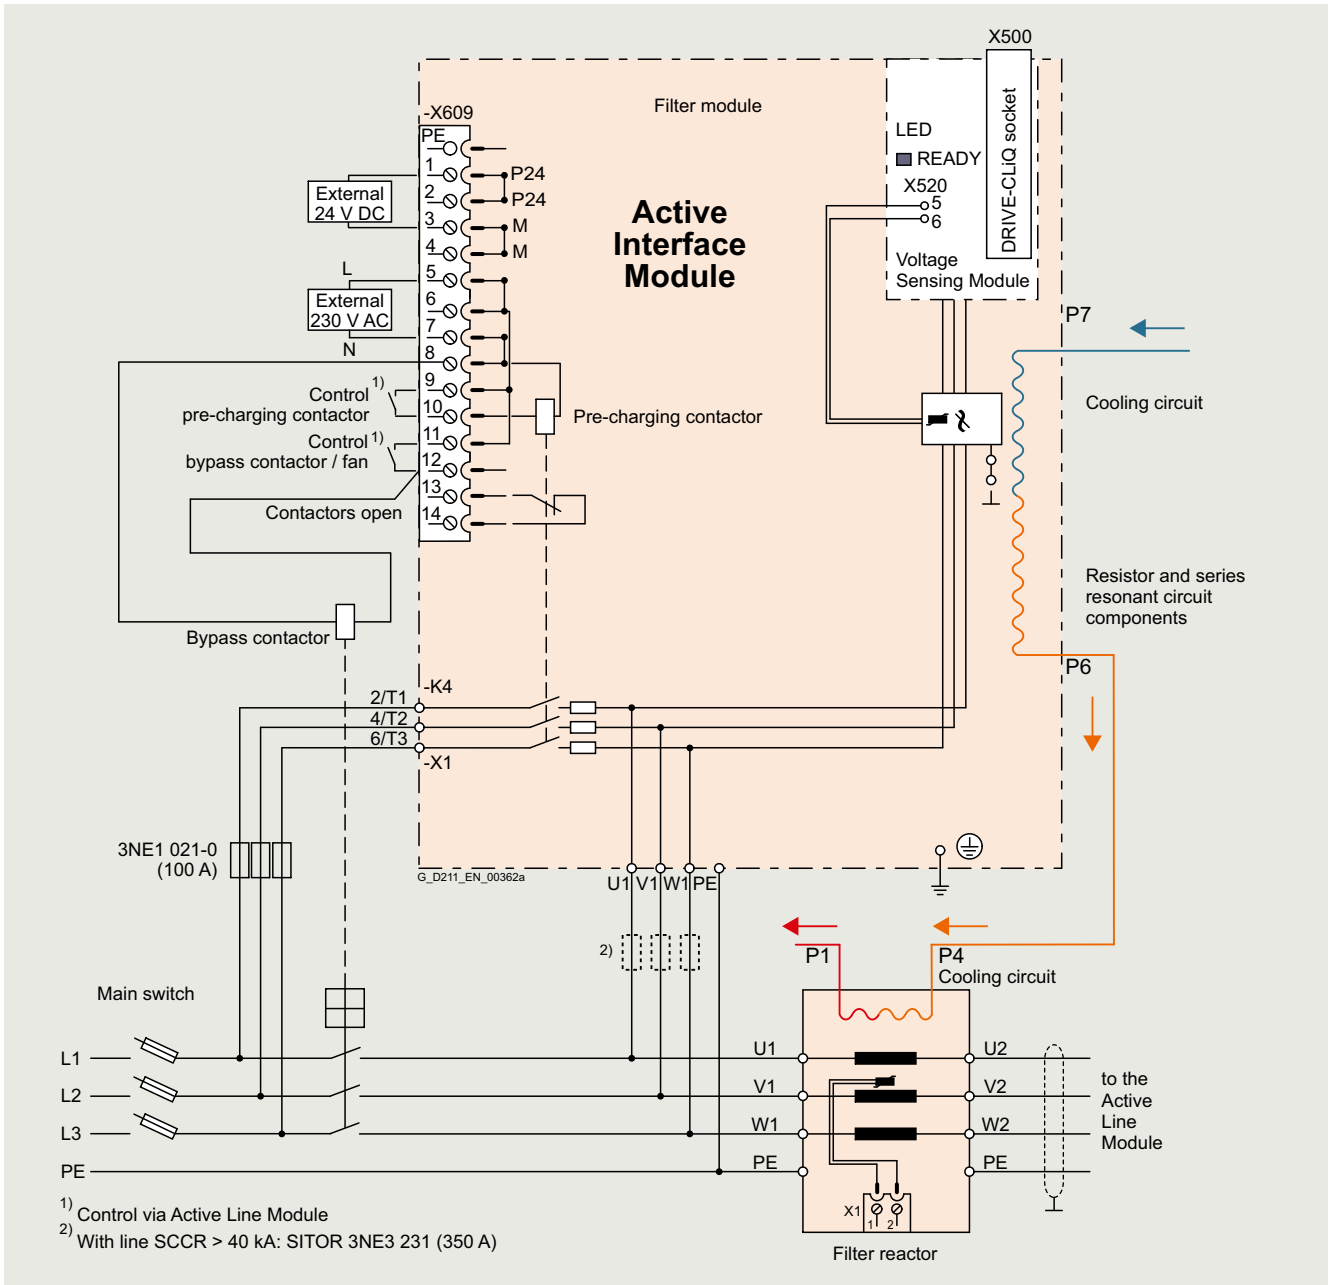 X500
-X609
Filter module
DRIVE-CLiQ socket
LED
READY
X520
5
6
Voltage
Sensing Module
PE
1
2
3
4
5
6
7
8
9
10
11
12
13
14
P24
P24
M
M
External
24 V DC
L
External
230 V AC
N
Active
Interface
Module
P7
Cooling circuit
Control 1)
pre-charging contactor
Pre-charging contactor
Control 1)
bypass contactor / fan
Contactors open
Resistor and series
resonant circuit
components
Bypass contactor
P6
-K4
2/T1
4/T2
6/T3
-X1
3NE1 021-0
(100 A)
G_D211_EN_00362a
U1 V1 W1 PE
2)
P1
P4
Cooling circuit
Main switch
L1
U1
U2
L2
V1
V2
L3
W1
W2
PE
PE
PE
to the
Active
Line
Module
X1
1 2
Filter reactor
1) Control via Active Line Module
2) With line SCCR > 40 kA: SITOR 3NE3 231 (350 A)